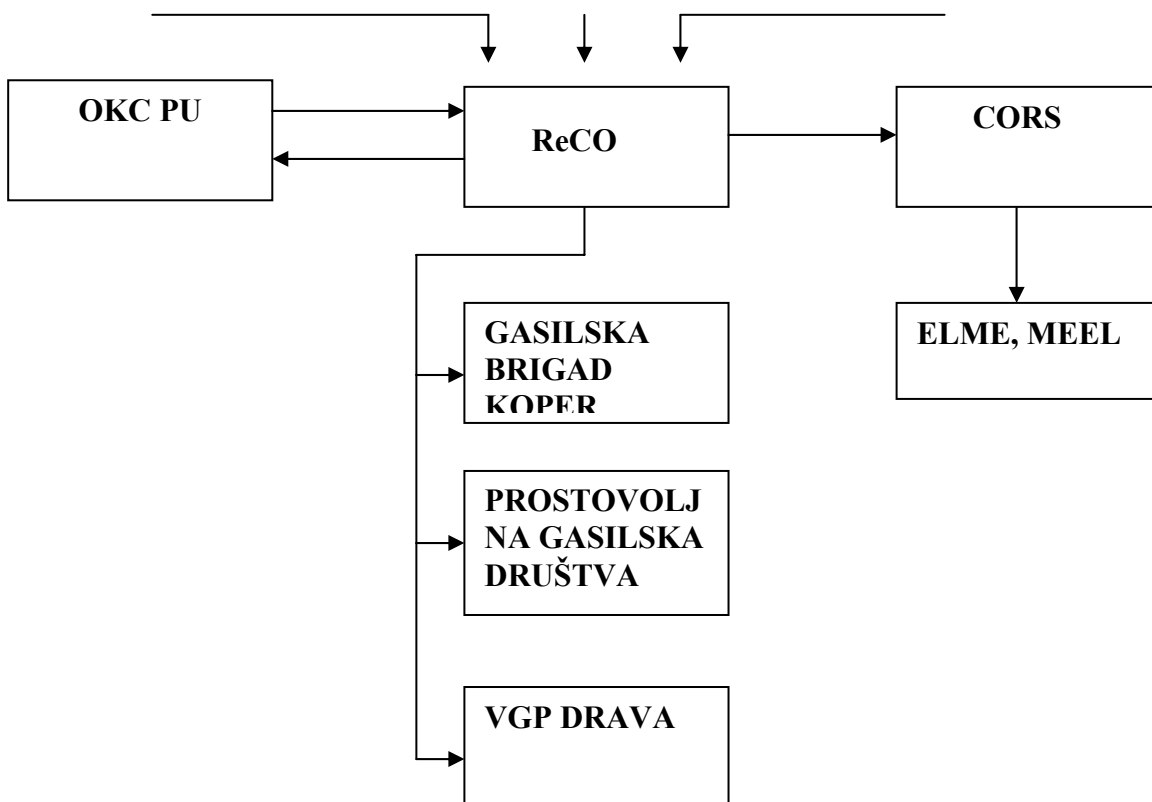 OKC PU
ReCO
CORS
GASILSKA
BRIGAD
KOPER
ELME, MEEL
PROSTOVOLJ
NA GASILSKA
DRUŠTVA
VGP DRAVA